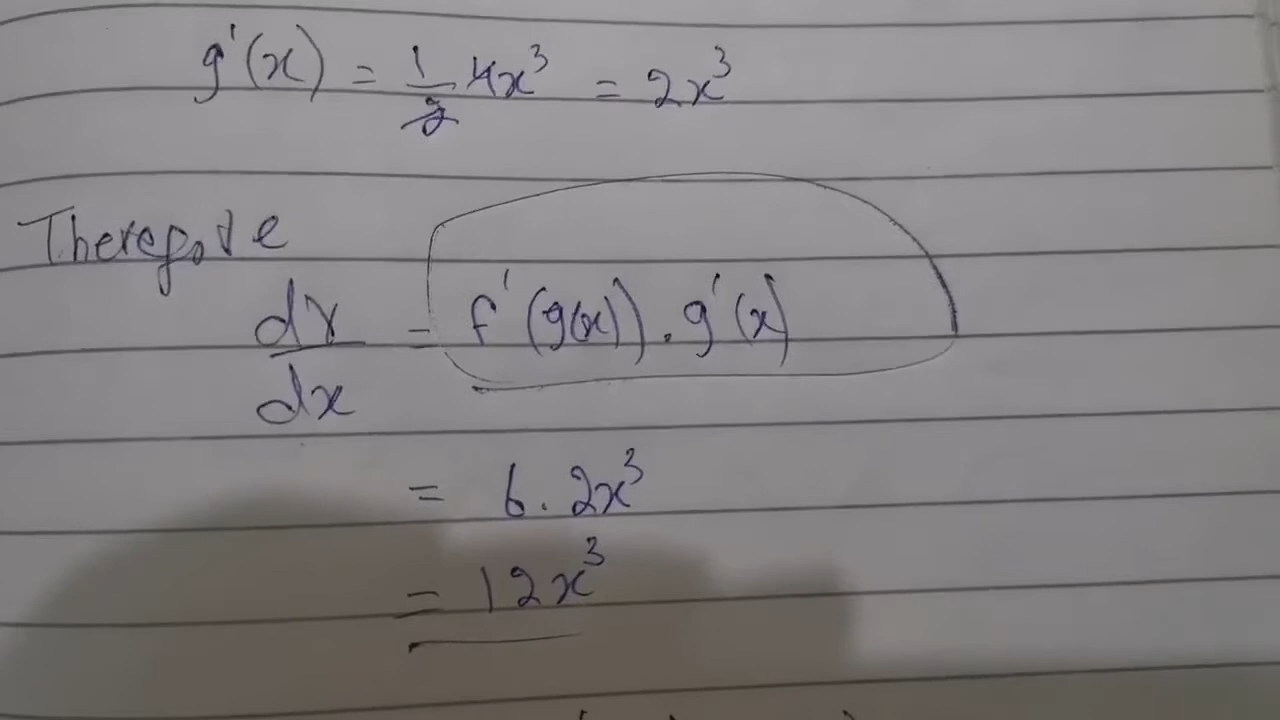 g'(x) = 1/2 4x³ = 2x³
Therefore
dy/dx = f'(g(x)).g'(x)
= 6.2x³
= 12x³